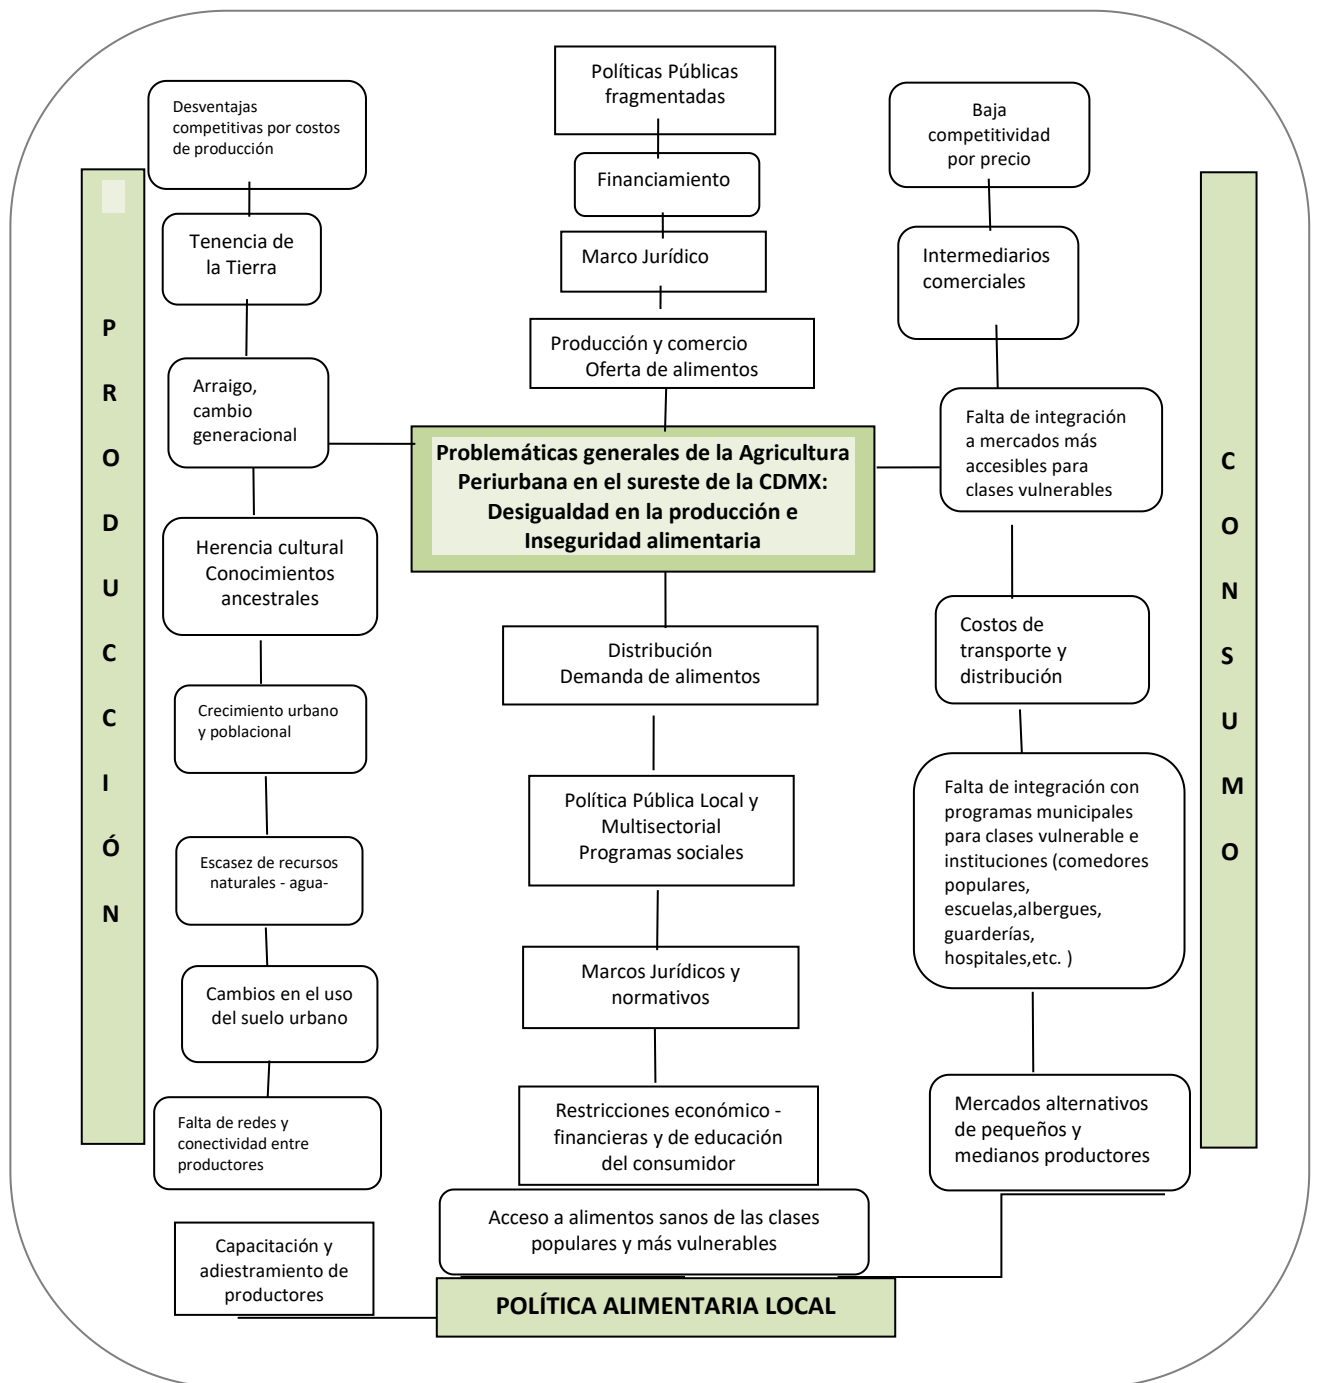 Políticas Públicas
fragmentadas
Financiamiento
Marco Jurídico
Producción y comercio
Oferta de alimentos
Desventajas
competitivas por costos
de producción
Tenencia de
la Tierra
Arraigo,
cambio
generacional
Herencia cultural
Conocimientos
ancestrales
Crecimiento urbano
y poblacional
Escasez de recursos
naturales - agua-
Cambios en el uso
del suelo urbano
Falta de redes y
conectividad entre
productores
Capacitación y
adiestramiento de
productores
P
R
O
D
U
C
C
I
Ó
N
Problemáticas generales de la Agricultura
Periurbana en el sureste de la CDMX:
Desigualdad en la producción e
Inseguridad alimentaria
Distribución
Demanda de alimentos
Política Pública Local y
Multisectorial
Programas sociales
Marcos Jurídicos y
normativos
Restricciones económico -
financieras y de educación
del consumidor
Acceso a alimentos sanos de las clases
populares y más vulnerables
POLÍTICA ALIMENTARIA LOCAL
Baja
competitividad
por precio
Intermediarios
comerciales
Falta de integración
a mercados más
accesibles para
clases vulnerables
Costos de
transporte y
distribución
Falta de integración con
programas municipales
para clases vulnerable e
instituciones (comedores
populares,
escuelas,albergues,
guarderías,
hospitales,etc. )
Mercados alternativos
de pequeños y
medianos productores
C
O
N
S
U
M
O